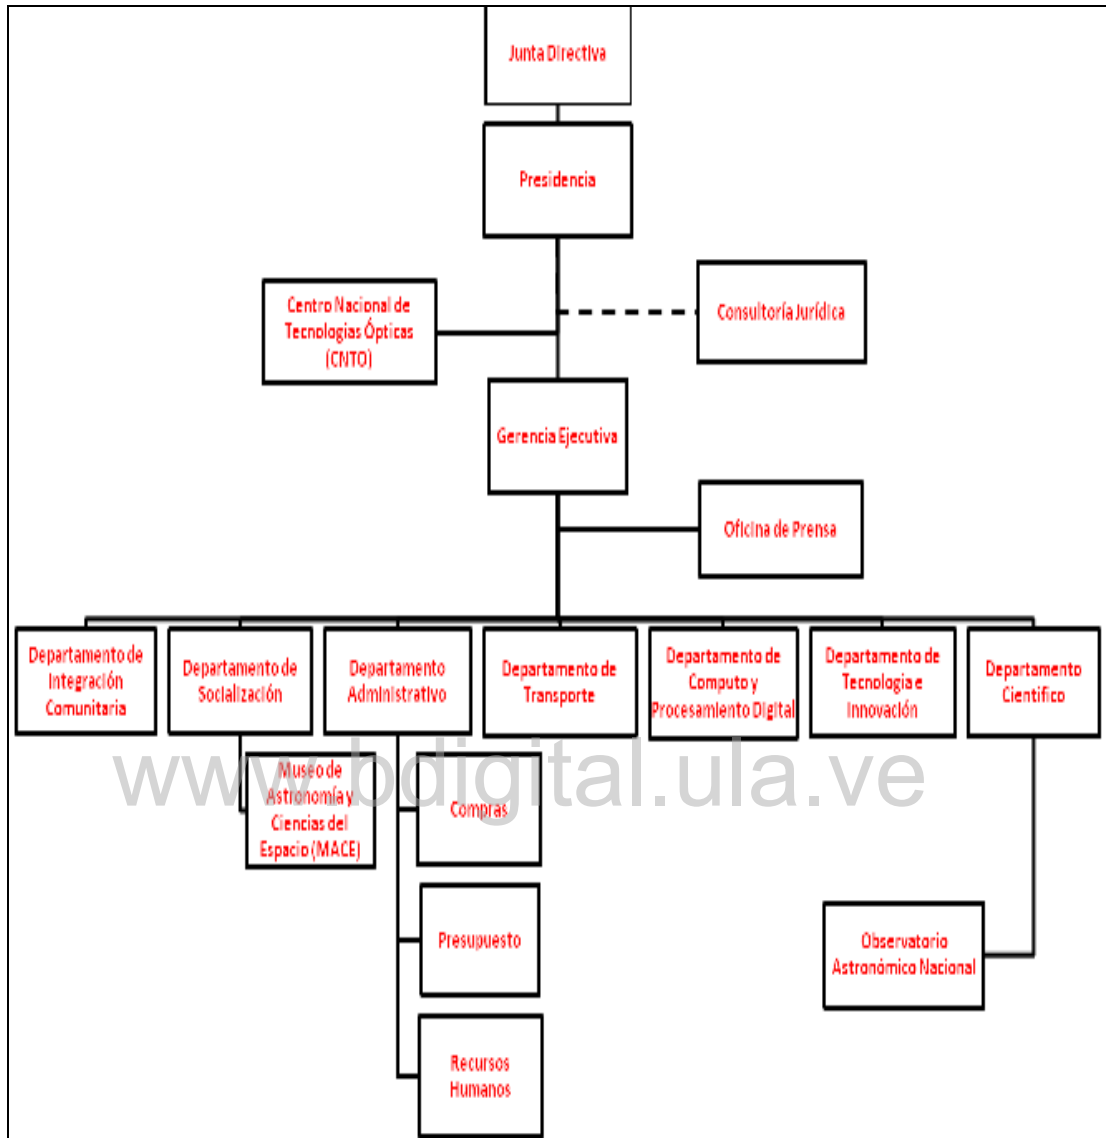 Junta Directiva
Presidencia
Centro Nacional de
Tecnologías Ópticas
(CNTO)
Consultoría Jurídica
Gerencia Ejecutiva
Oficina de Prensa
Departamento de
Integración
Comunitaria
Departamento de
Socialización
Departamento
Administrativo
Departamento de
Transporte
Departamento de
Computo y
Procesamiento Digital
Departamento de
Tecnologia e
Innovación
Departamento
Científico
www.bdigital.ula.ve
Museo de
Astronomía y
Ciencias del
Espacio (MACE)
Compras
Presupuesto
Observatorio
Astronómico Nacional
Recursos
Humanos